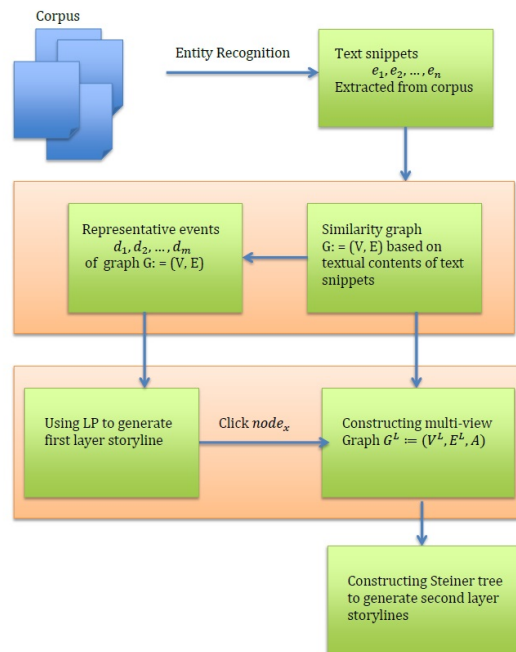 Corpus
Entity Recognition
Text snippets
e₁, e₂, ..., eₙ
Extracted from corpus
Representative events
d₁, d₂, ..., dₘ
of graph G: = (V, E)
Similarity graph
G: = (V, E) based on
textual contents of text
snippets
Using LP to generate
first layer storyline
Click nodeₓ
Constructing multi-view
Graph Gᴸ ≔ (Vᴸ, Eᴸ, A)
Constructing Steiner tree
to generate second layer
storylines